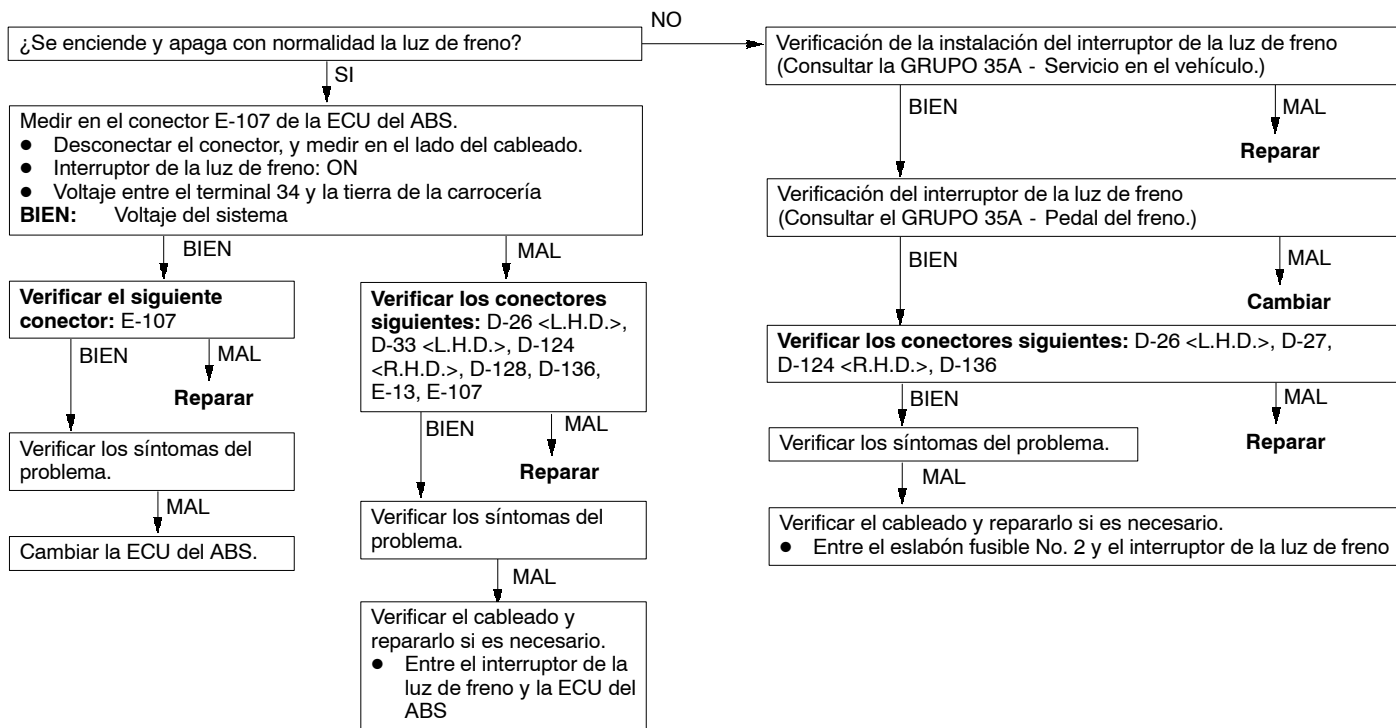 ¿Se enciende y apaga con normalidad la luz de freno?
NO
SI
Medir en el conector E-107 de la ECU del ABS.
● Desconectar el conector, y medir en el lado del cableado.
● Interruptor de la luz de freno: ON
● Voltaje entre el terminal 34 y la tierra de la carrocería
BIEN: Voltaje del sistema
BIEN
MAL
Verificar el siguiente
conector: E-107
BIEN
MAL
Reparar
Verificar los síntomas del
problema.
MAL
Cambiar la ECU del ABS.
Verificar los conectores
siguientes: D-26 <L.H.D.>,
D-33 <L.H.D.>, D-124
<R.H.D.>, D-128, D-136,
E-13, E-107
BIEN
MAL
Reparar
Verificar los síntomas del
problema.
MAL
Verificar el cableado y
repararlo si es necesario.
● Entre el interruptor de la
luz de freno y la ECU del
ABS
Verificación de la instalación del interruptor de la luz de freno
(Consultar la GRUPO 35A - Servicio en el vehículo.)
BIEN
MAL
Reparar
Verificación del interruptor de la luz de freno
(Consultar el GRUPO 35A - Pedal del freno.)
BIEN
MAL
Cambiar
Verificar los conectores siguientes: D-26 <L.H.D.>, D-27,
D-124 <R.H.D.>, D-136
BIEN
MAL
Reparar
Verificar los síntomas del problema.
MAL
Verificar el cableado y repararlo si es necesario.
● Entre el eslabón fusible No. 2 y el interruptor de la luz de freno